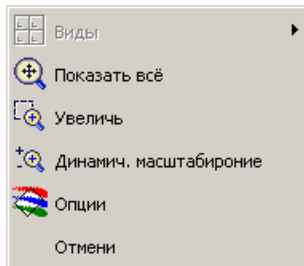 Виды
Показать всё
Увеличь
Динамич. масштабироние
Опции
Отмени